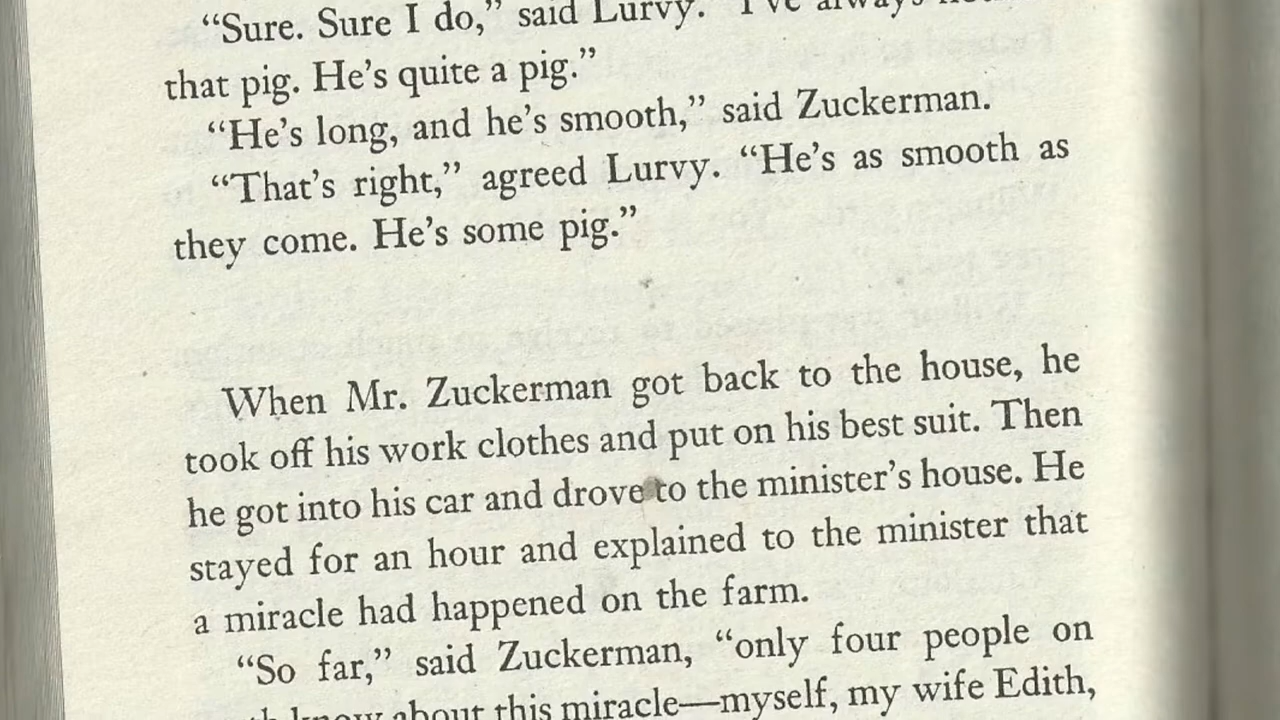 “Sure. Sure I do,” said Lurvy. “I’ve always
that pig. He’s quite a pig.”
“He’s long, and he’s smooth,” said Zuckerman.
“That’s right,” agreed Lurvy. “He’s as smooth as
they come. He’s some pig.”
When Mr. Zuckerman got back to the house, he
took off his work clothes and put on his best suit. Then
he got into his car and drove to the minister’s house. He
stayed for an hour and explained to the minister that
a miracle had happened on the farm.
“So far,” said Zuckerman, “only four people on
know about this miracle—myself, my wife Edith,